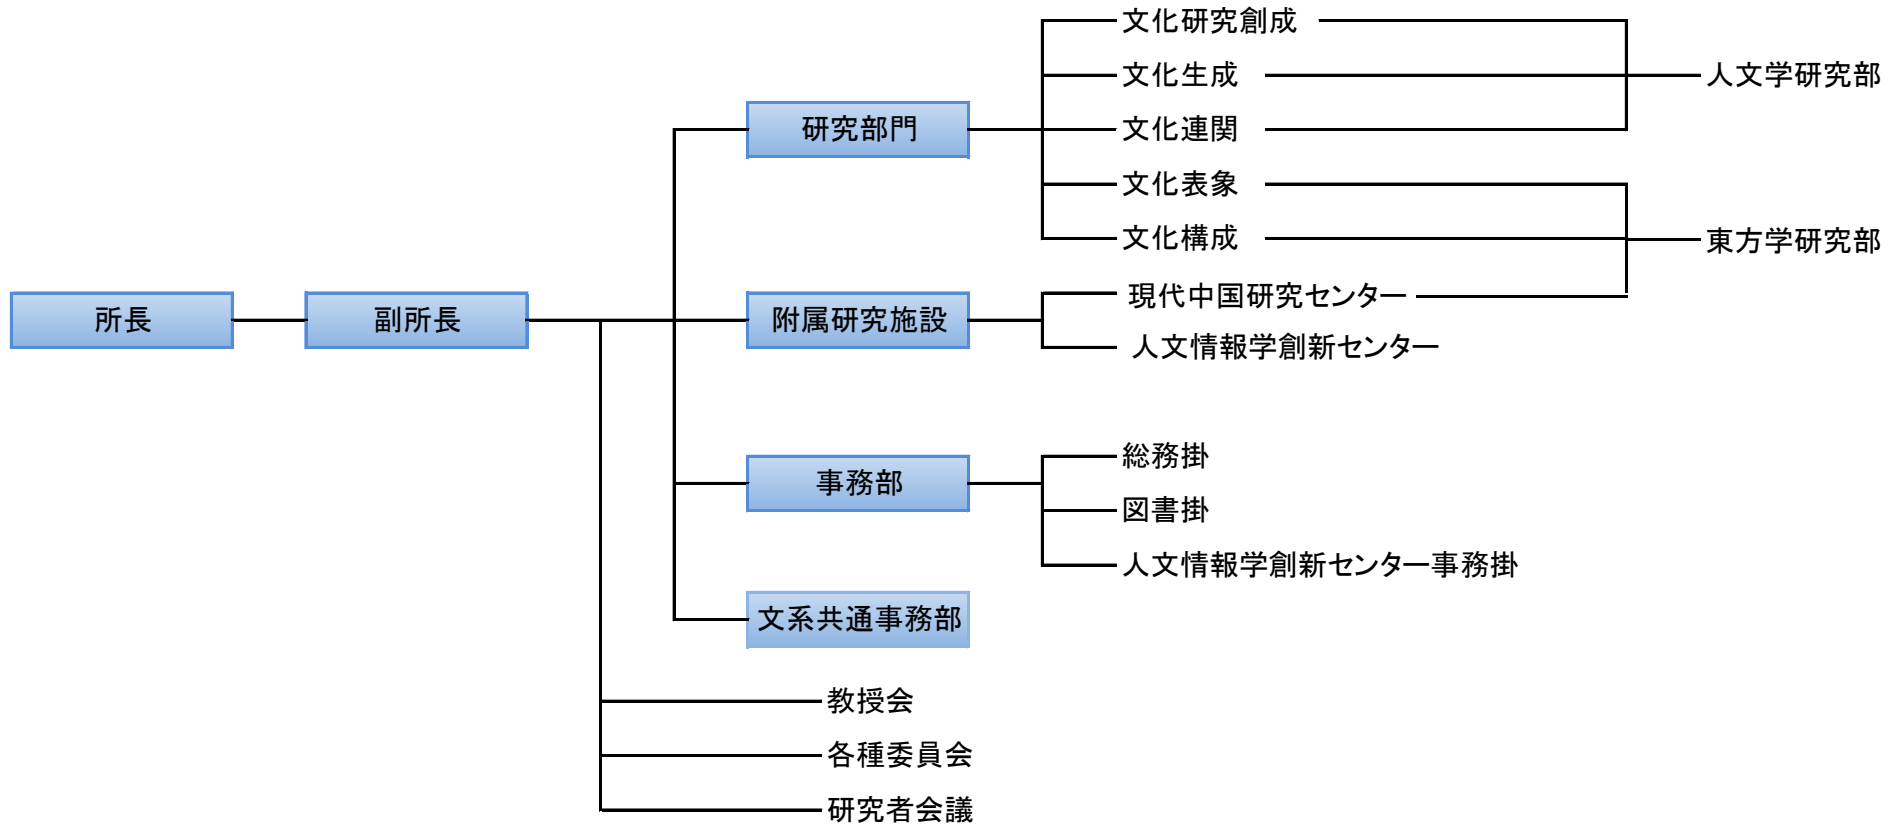 文化研究創成
文化生成
人文学研究部
研究部門
文化連関
文化表象
文化構成
東方学研究部
所長
副所長
附属研究施設
現代中国研究センター
人文情報学創新センター
総務掛
事務部
図書掛
人文情報学創新センター事務掛
文系共通事務部
教授会
各種委員会
研究者会議